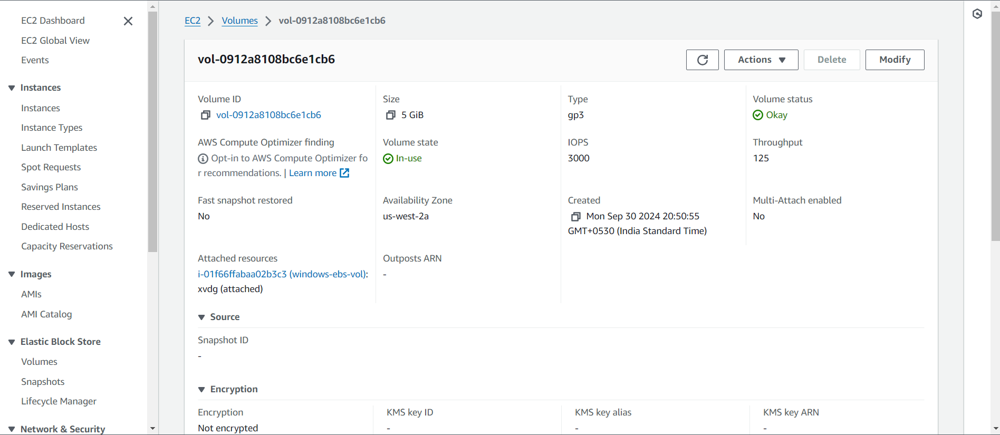 EC2 Dashboard
EC2 Global View
Events
Instances
Instances
Instance Types
Launch Templates
Spot Requests
Savings Plans
Reserved Instances
Dedicated Hosts
Capacity Reservations
Images
AMIs
AMI Catalog
Elastic Block Store
Volumes
Snapshots
Lifecycle Manager
Network & Security
EC2 > Volumes > vol-0912a8108bc6e1cb6
vol-0912a8108bc6e1cb6
Actions
Delete
Modify
Volume ID
vol-0912a8108bc6e1cb6
Size
5 GiB
Type
gp3
Volume status
Okay
AWS Compute Optimizer finding
Opt-in to AWS Compute Optimizer fo
r recommendations. | Learn more
Volume state
In-use
IOPS
3000
Throughput
125
Fast snapshot restored
No
Availability Zone
us-west-2a
Created
Mon Sep 30 2024 20:50:55
GMT+0530 (India Standard Time)
Multi-Attach enabled
No
Attached resources
i-01f66ffabaa02b3c3 (windows-ebs-vol):
xvdg (attached)
Outposts ARN
-
Source
Snapshot ID
-
Encryption
Encryption
Not encrypted
KMS key ID
-
KMS key alias
-
KMS key ARN
-